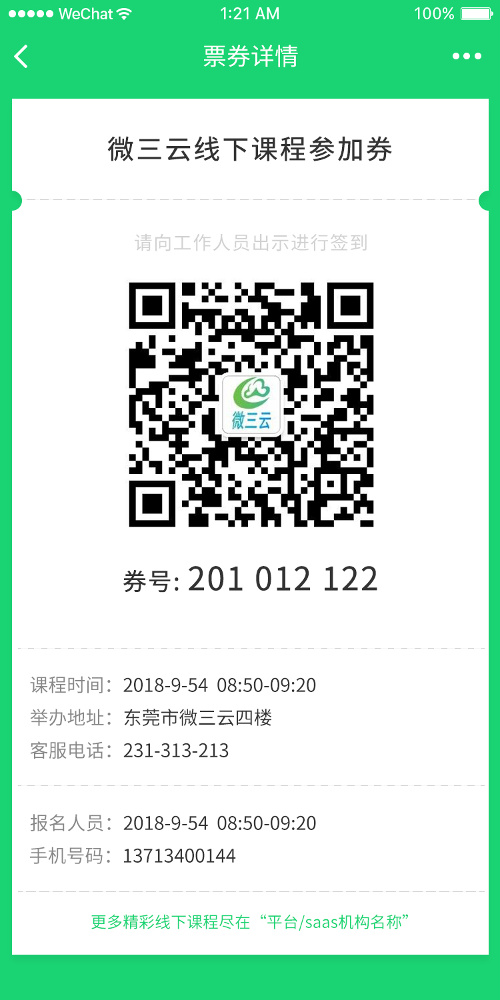 WeChat 1:21 AM 100%
票券详情
微三云线下课程参加券
请向工作人员出示进行签到
微三云
券号: 201 012 122
课程时间：2018-9-54 08:50-09:20
举办地址：东莞市微三云四楼
客服电话：231-313-213
报名人员：2018-9-54 08:50-09:20
手机号码：13713400144
更多精彩线下课程尽在“平台/saas机构名称”